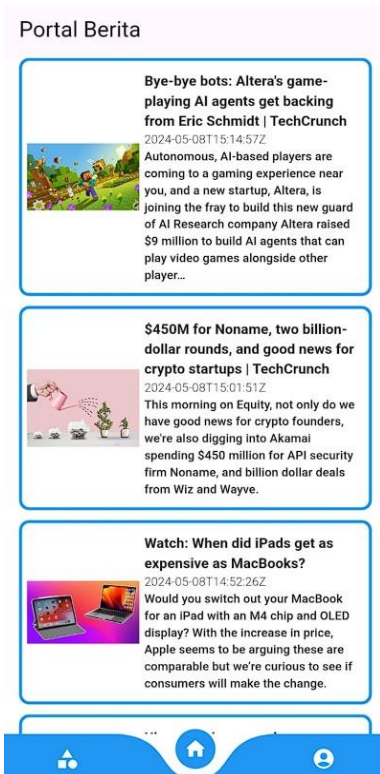 Portal Berita
Bye-bye bots: Altera's game-
playing AI agents get backing
from Eric Schmidt | TechCrunch
2024-05-08T15:14:57Z
Autonomous, AI-based players are
coming to a gaming experience near
you, and a new startup, Altera, is
joining the fray to build this new guard
of AI Research company Altera raised
$9 million to build AI agents that can
play video games alongside other
player…
$450M for Noname, two billion-
dollar rounds, and good news for
crypto startups | TechCrunch
2024-05-08T15:01:51Z
This morning on Equity, not only do we
have good news for crypto founders,
we're also digging into Akamai
spending $450 million for API security
firm Noname, and billion dollar deals
from Wiz and Wayve.
Watch: When did iPads get as
expensive as MacBooks?
2024-05-08T14:52:26Z
Would you switch out your MacBook
for an iPad with an M4 chip and OLED
display? With the increase in price,
Apple seems to be arguing these are
comparable but we’re curious to see if
consumers will make the change.